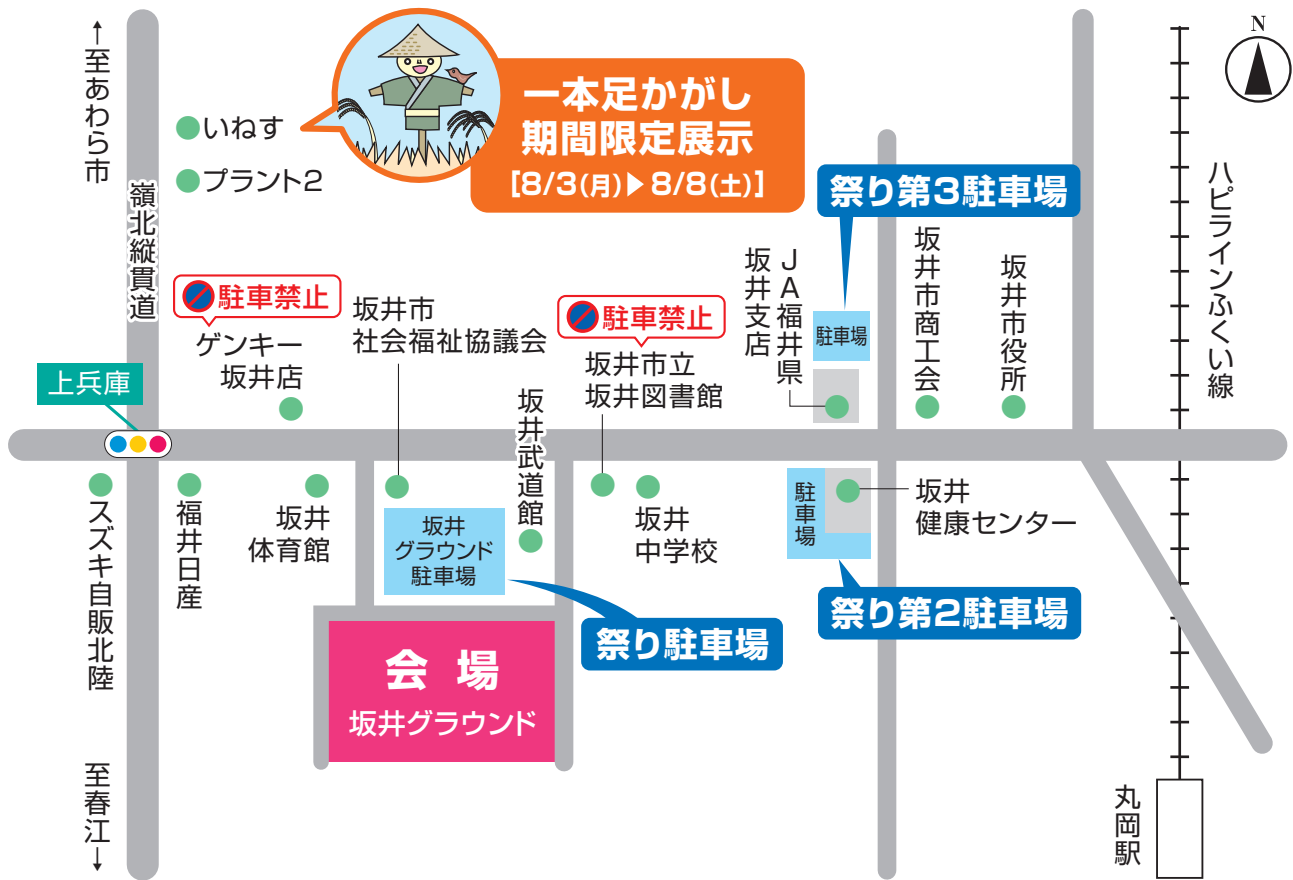 ↑至あわら市
嶺北縦貫道
いねす
プラント2
一本足かがし
期間限定展示
[8/3(月)▶8/8(土)]
N
祭り第3駐車場
ハピラインふくい線
駐車禁止
ゲンキー
坂井店
坂井市
社会福祉協議会
駐車禁止
坂井市立
坂井図書館
JA福井県
坂井支店
駐車場
坂井市商工会
坂井市役所
上兵庫
坂井武道館
スズキ自販北陸
福井日産
坂井
体育館
坂井
グラウンド
駐車場
坂井
中学校
駐車場
坂井
健康センター
祭り第2駐車場
祭り駐車場
会場
坂井グラウンド
至春江↓
丸岡駅